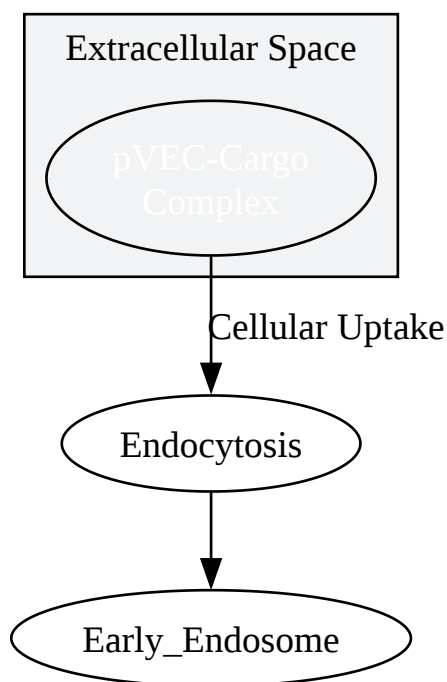 Extracellular Space
pVEC-Cargo
Complex
Cellular Uptake
Endocytosis
Early_Endosome